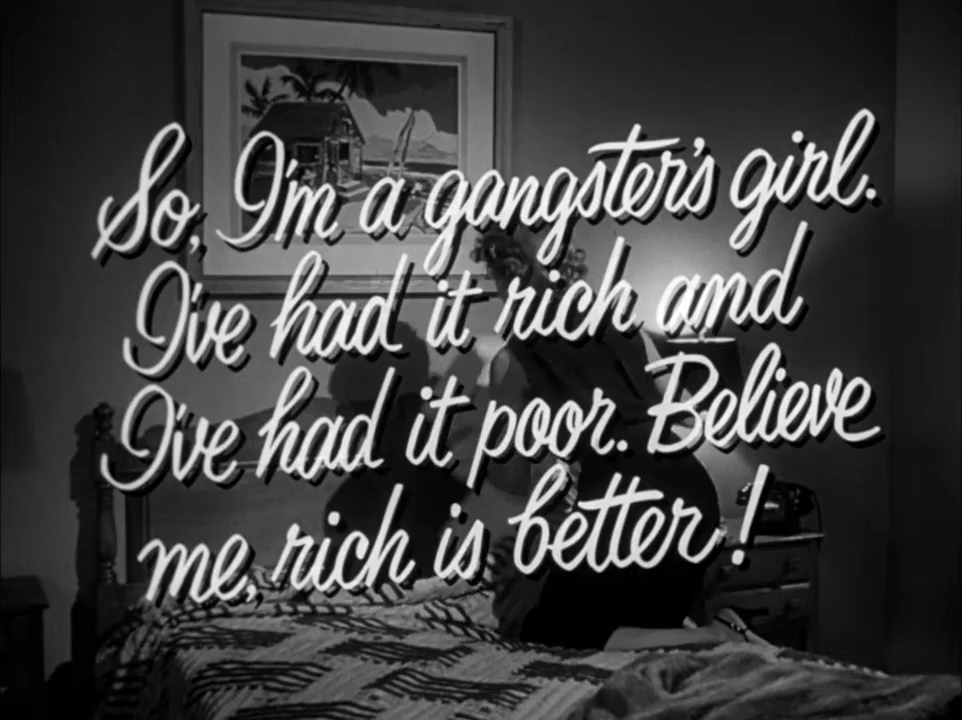 So, I'm a gangster's girl.
I've had it rich and
I've had it poor. Believe
me, rich is better!